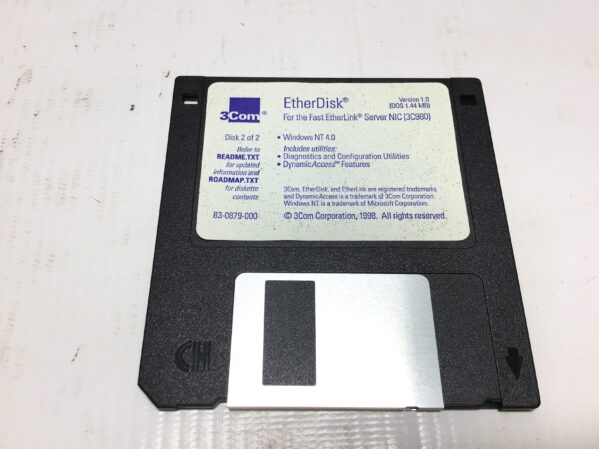 3Com®
EtherDisk®
Version 1.0
(DOS 1.44 MB)
For the Fast EtherLink® Server NIC (3C980)
Disk 2 of 2
• Windows NT 4.0
Refer to
README.TXT
for updated
information and
ROADMAP.TXT
for diskette
contents
Includes utilities:
• Diagnostics and Configuration Utilities
• DynamicAccess™ Features
3Com, EtherDisk, and EtherLink are registered trademarks
and DynamicAccess is a trademark of 3Com Corporation.
Windows NT is a trademark of Microsoft Corporation.
83-0879-000
© 3Com Corporation, 1998. All rights reserved.